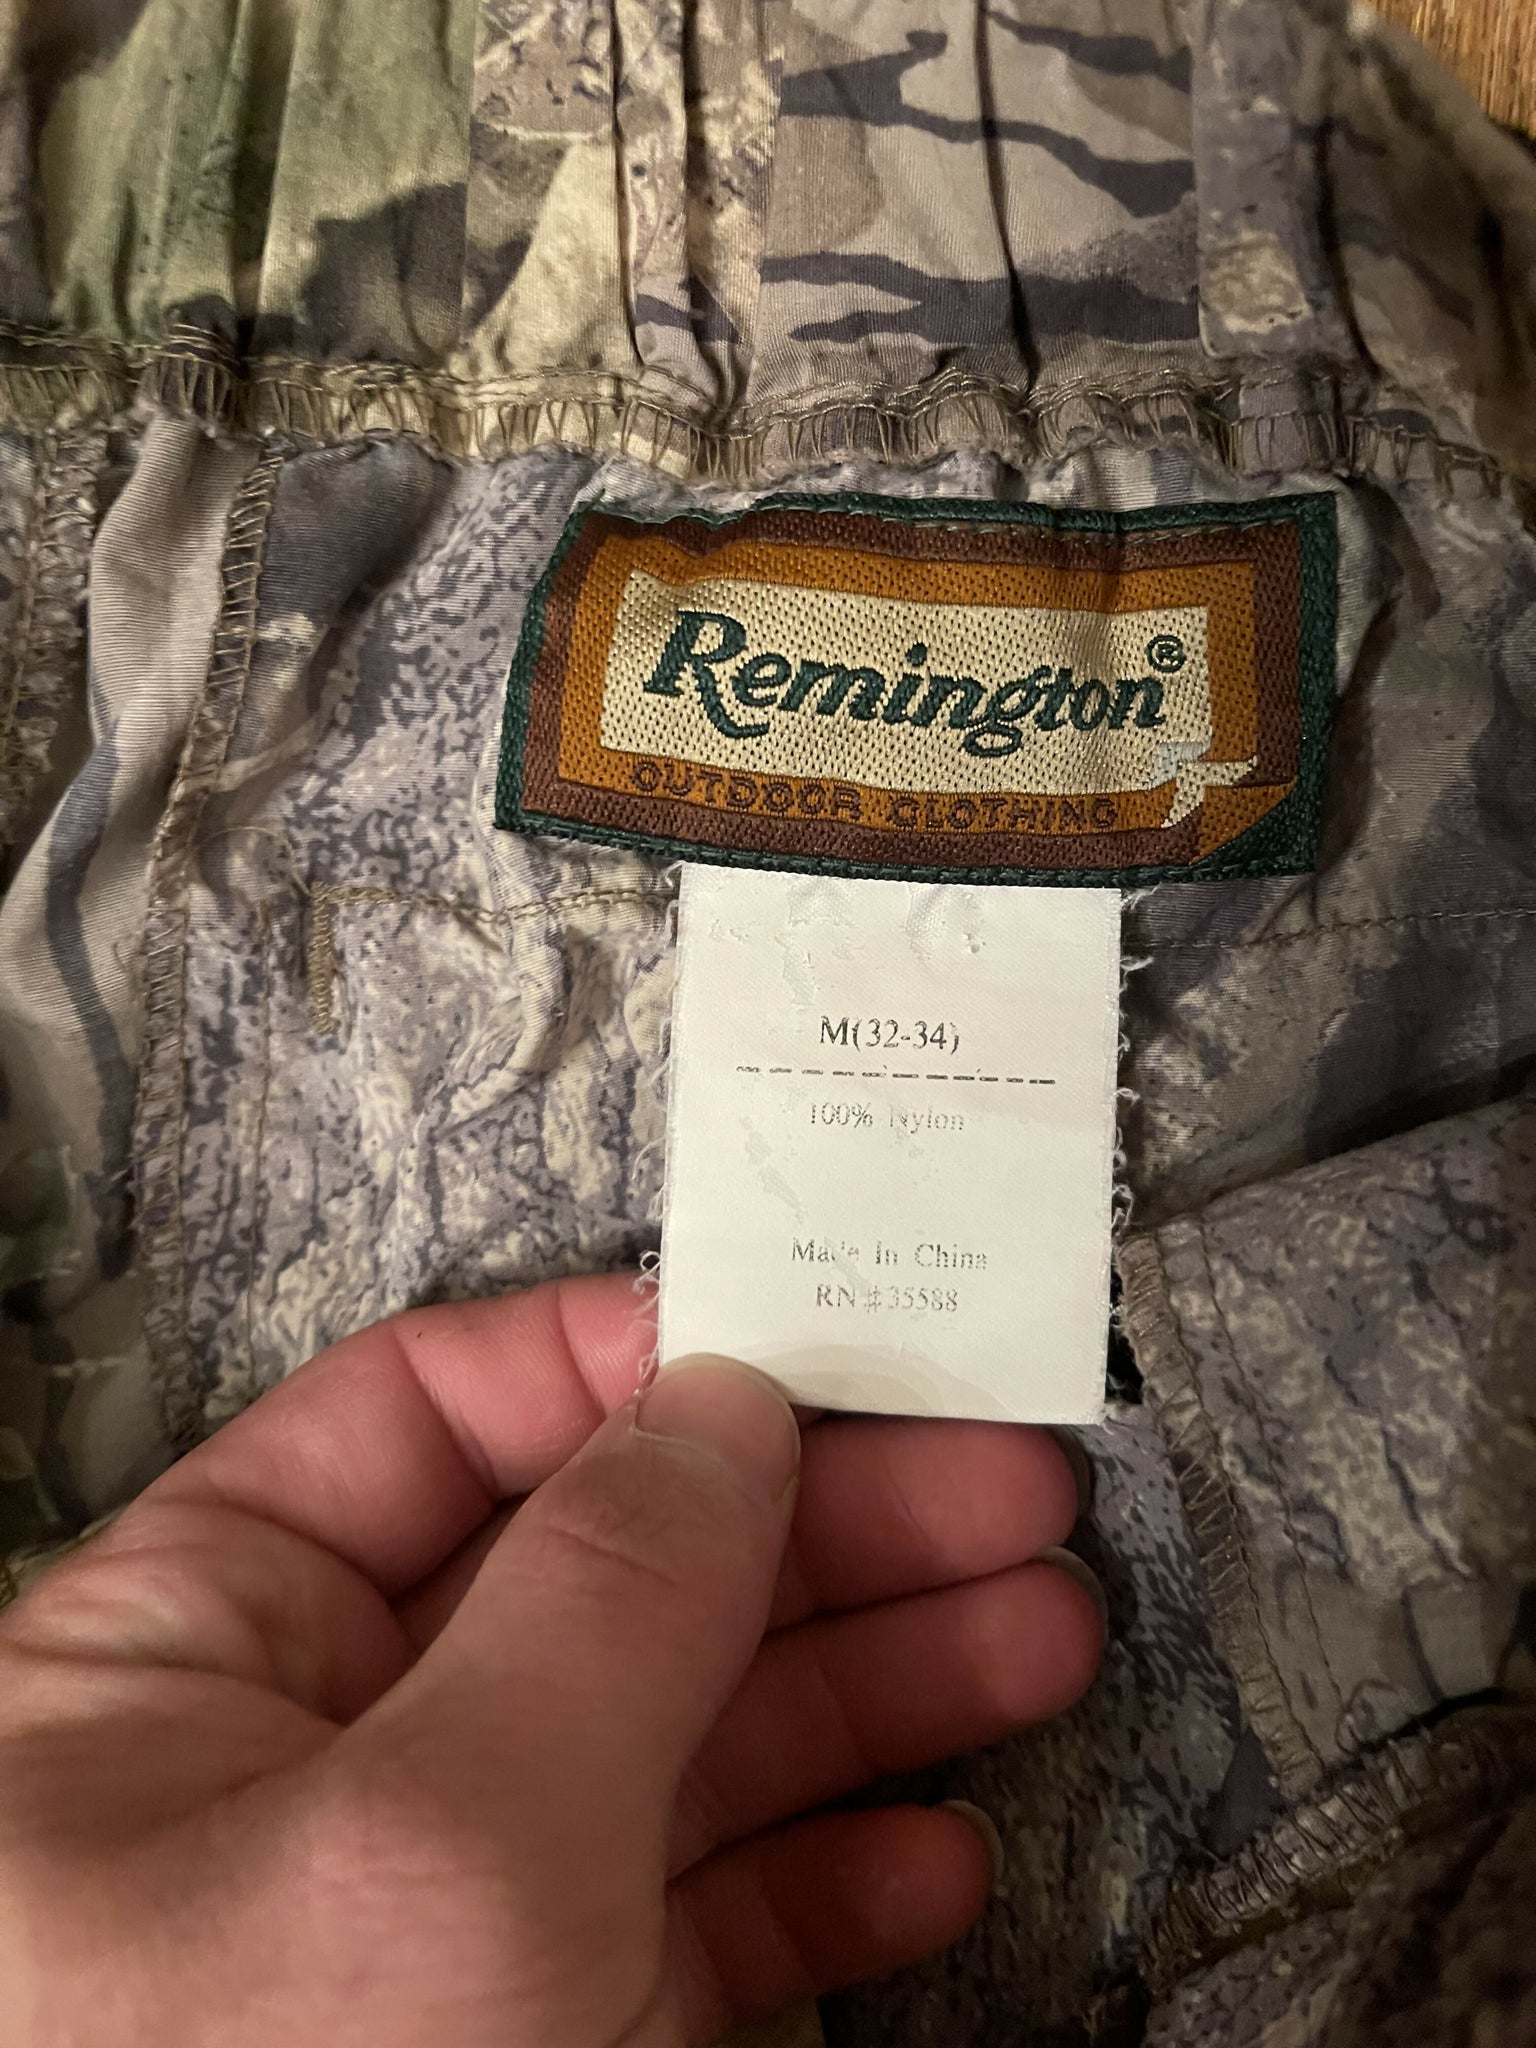 Remington®
OUTDOOR CLOTHING
M(32-34)
100% Nylon
Made In China
RN#35588